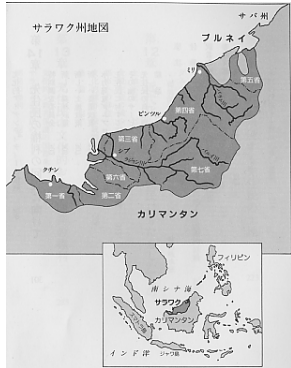 サラワク州地図
サバ州
ブルネイ
ミリ
第五省
ビンツル
第四省
第三省
シブ
第七省
クチン
第六省
第一省
第二省
カリマンタン
フィリピン
南シナ海
サラワク
カリマンタン
インド洋
ジャワ島